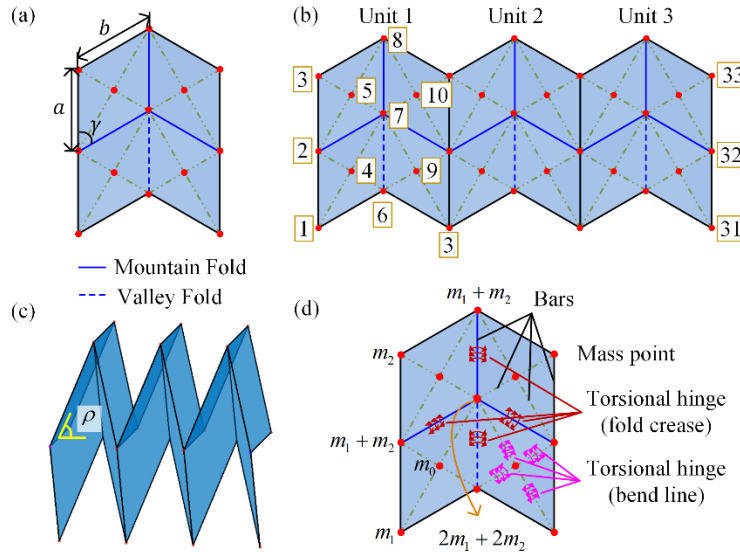 (a)
b
a
γ
Mountain Fold
Valley Fold
(b)
Unit 1
Unit 2
Unit 3
8
3
33
5
10
7
2
32
4
9
1
6
3
31
(c)
ρ
(d)
m₁ + m₂
Bars
m₂
Mass point
Torsional hinge
(fold crease)
m₁ + m₂
m₀
Torsional hinge
(bend line)
m₁
2m₁ + 2m₂